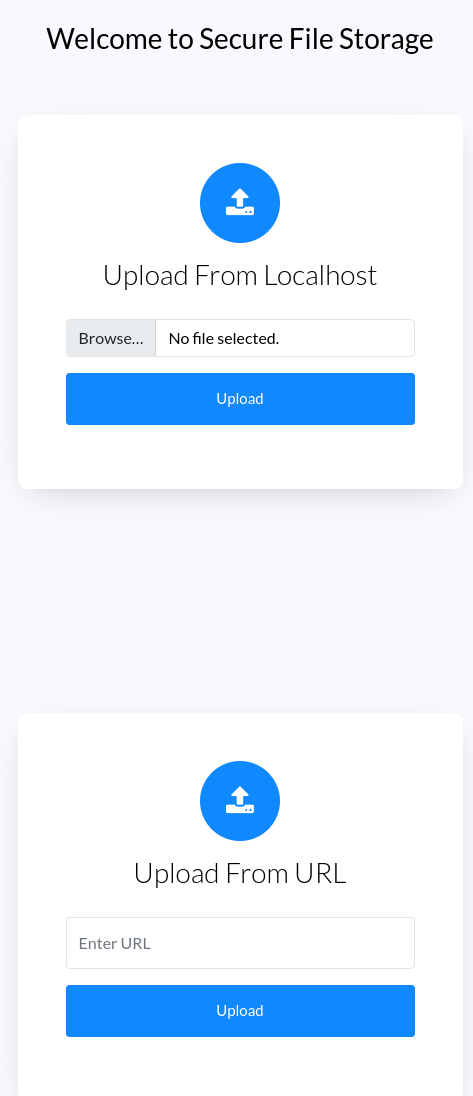 Welcome to Secure File Storage
Upload From Localhost
Browse... No file selected.
Upload
Upload From URL
Enter URL
Upload